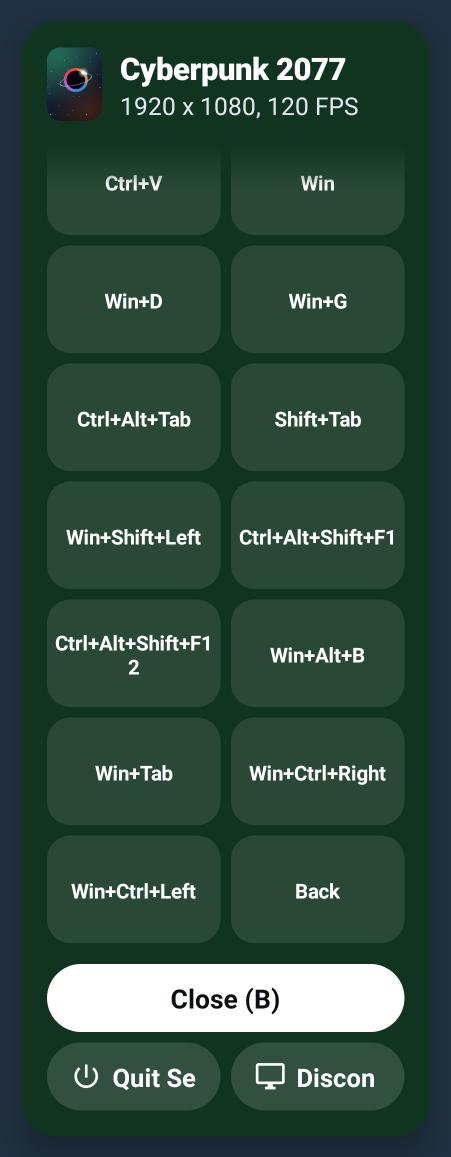 Cyberpunk 2077
1920 x 1080, 120 FPS
Ctrl+V
Win
Win+D
Win+G
Ctrl+Alt+Tab
Shift+Tab
Win+Shift+Left
Ctrl+Alt+Shift+F1
Ctrl+Alt+Shift+F1
2
Win+Alt+B
Win+Tab
Win+Ctrl+Right
Win+Ctrl+Left
Back
Close (B)
Quit Se
Discon